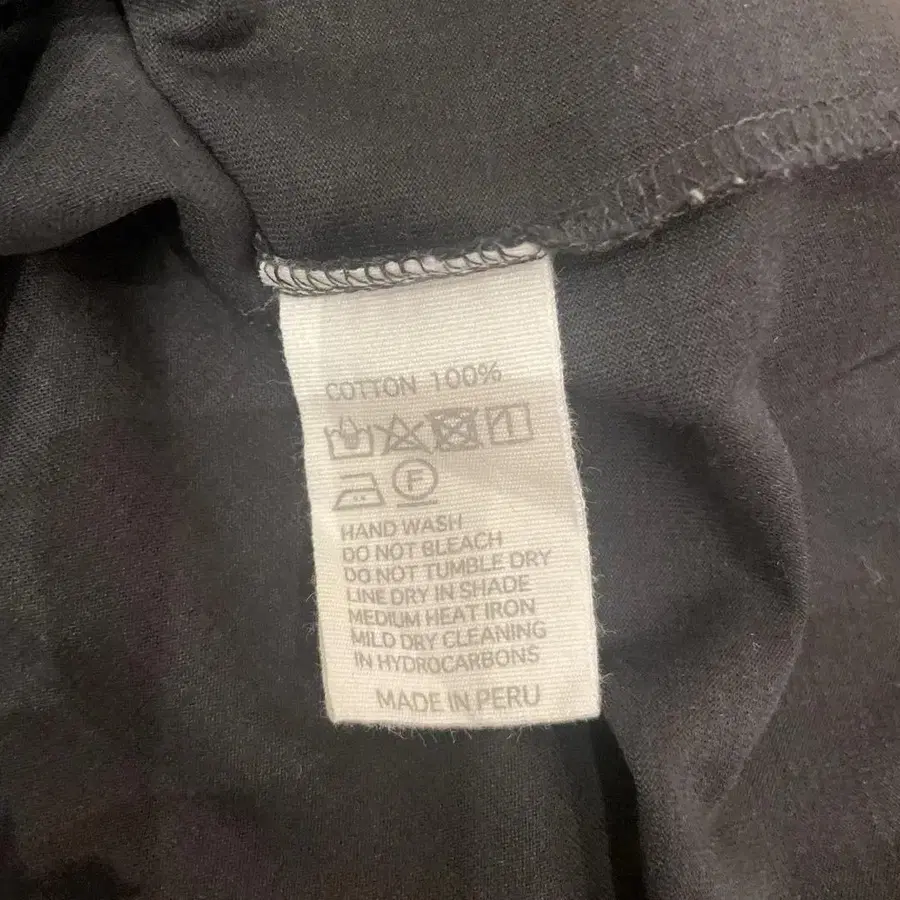 COTTON 100%
F
HAND WASH
DO NOT BLEACH
DO NOT TUMBLE DRY
LINE DRY IN SHADE
MEDIUM HEAT IRON
MILD DRY CLEANING
IN HYDROCARBONS
MADE IN PERU